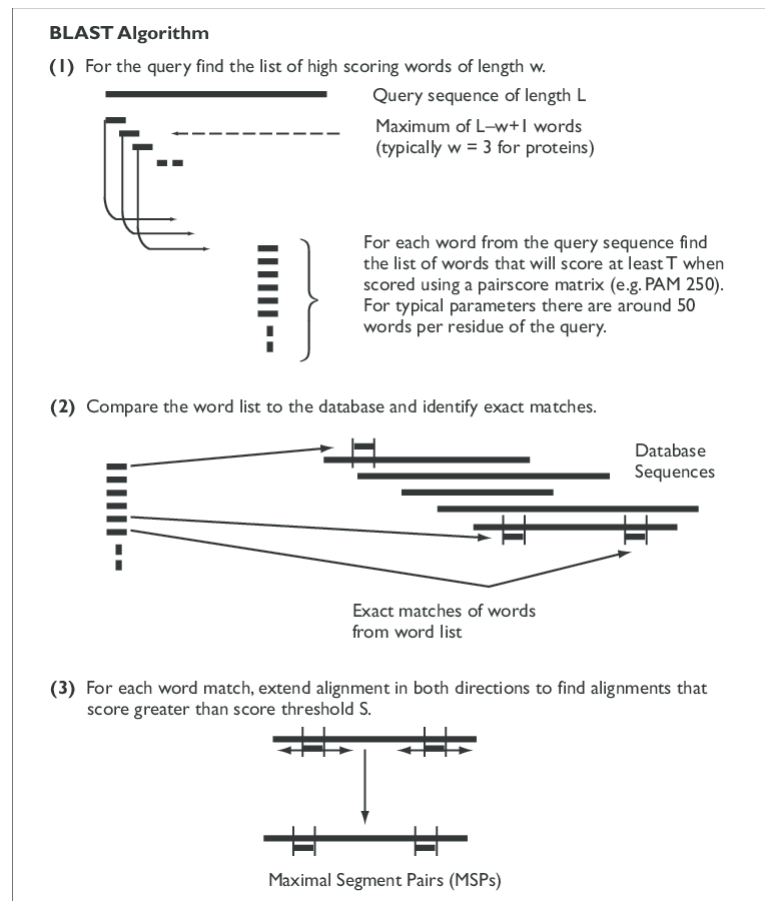 BLAST Algorithm
(1) For the query find the list of high scoring words of length w.
Query sequence of length L
Maximum of L–w+1 words
(typically w = 3 for proteins)
For each word from the query sequence find
the list of words that will score at least T when
scored using a pairscore matrix (e.g. PAM 250).
For typical parameters there are around 50
words per residue of the query.
(2) Compare the word list to the database and identify exact matches.
Database
Sequences
Exact matches of words
from word list
(3) For each word match, extend alignment in both directions to find alignments that
score greater than score threshold S.
Maximal Segment Pairs (MSPs)